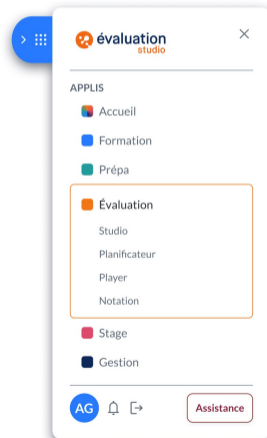 évaluation
studio
APPLIS
Accueil
Formation
Prépa
Évaluation
Studio
Planificateur
Player
Notation
Stage
Gestion
AG
Assistance